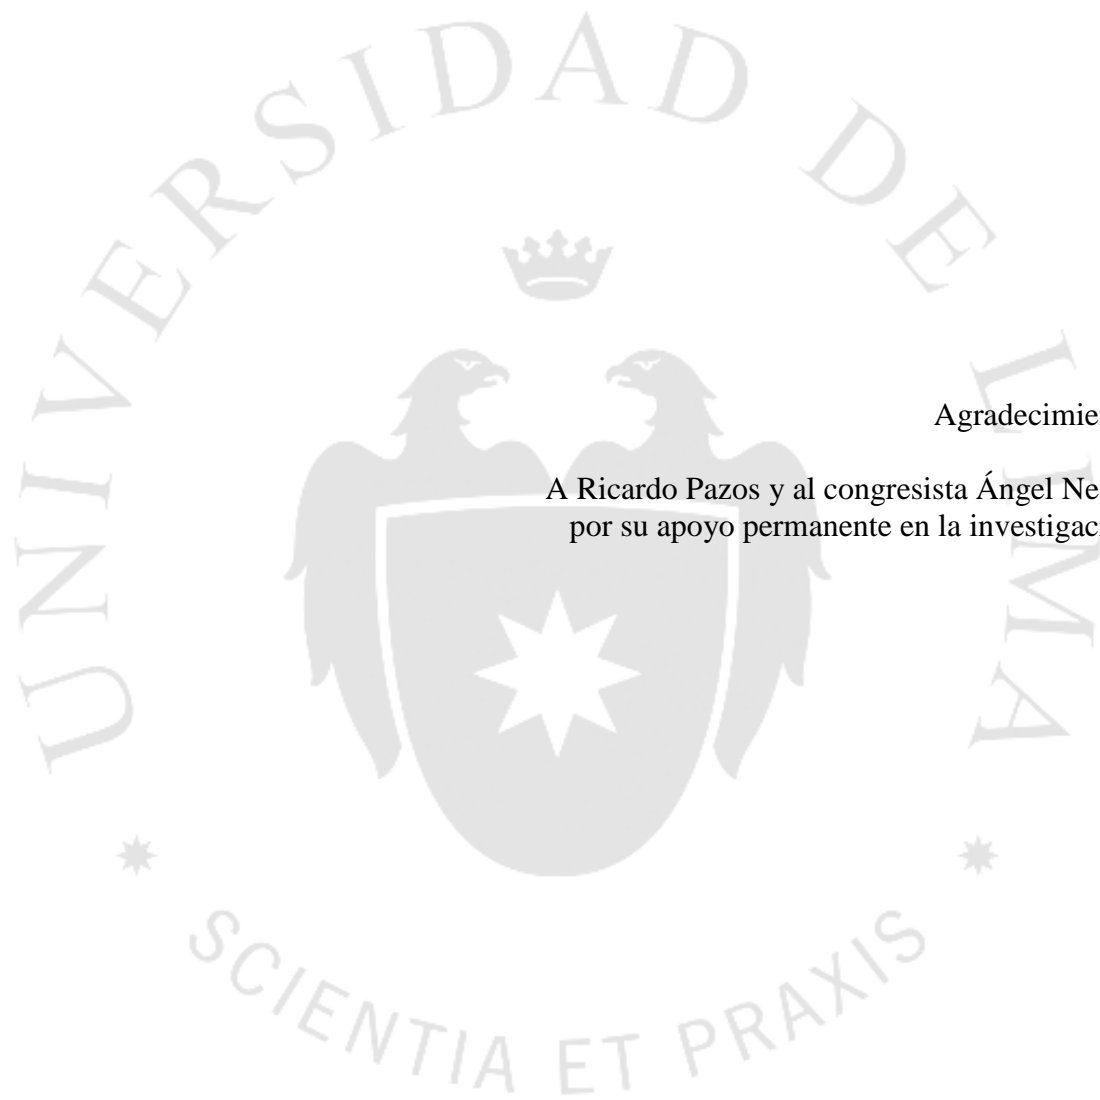 UNIVERSIDAD DE LIMA
Agradecimie
A Ricardo Pazos y al congresista Ángel Ne
por su apoyo permanente en la investigac
SCIENTIA ET PRAXIS